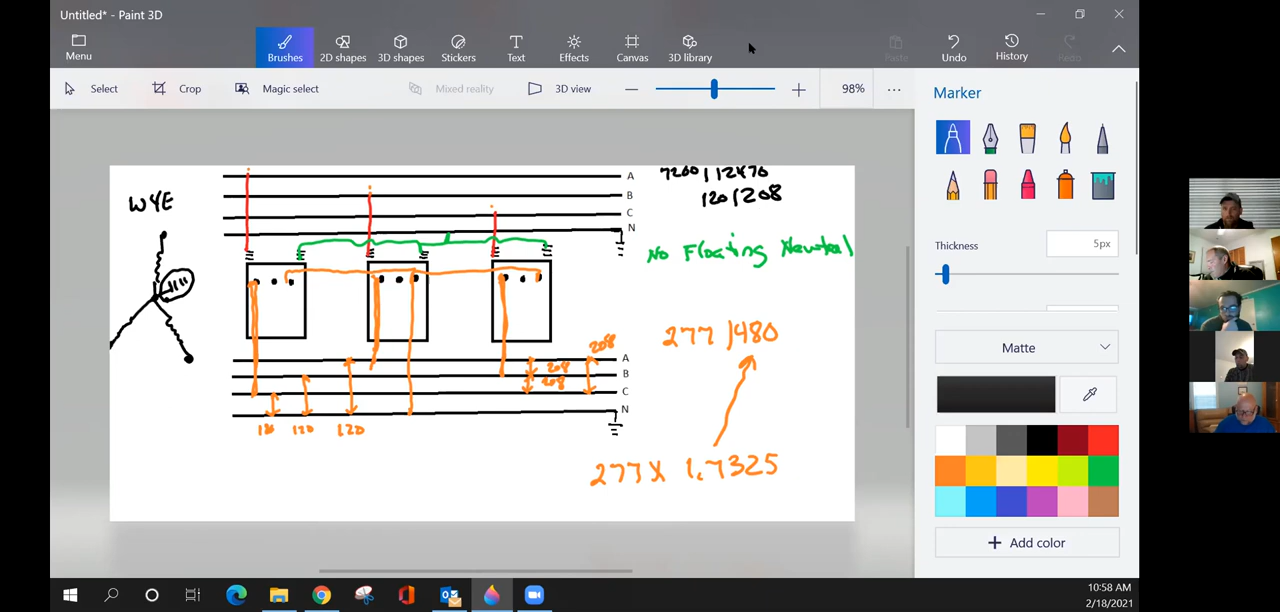 Untitled* - Paint 3D
Menu
Brushes
2D shapes
3D shapes
Stickers
Text
Effects
Canvas
3D library
Paste
Undo
History
Redo
Select
Crop
Magic select
Mixed reality
3D view
98%
Marker
Thickness
5px
Matte
Add color
7200/12470
120/208
A
B
C
N
WYE
No Floating Neutral
277/480
208
A
208
B
208
C
N
120
120
277 x 1.7325
10:58 AM
2/18/2021